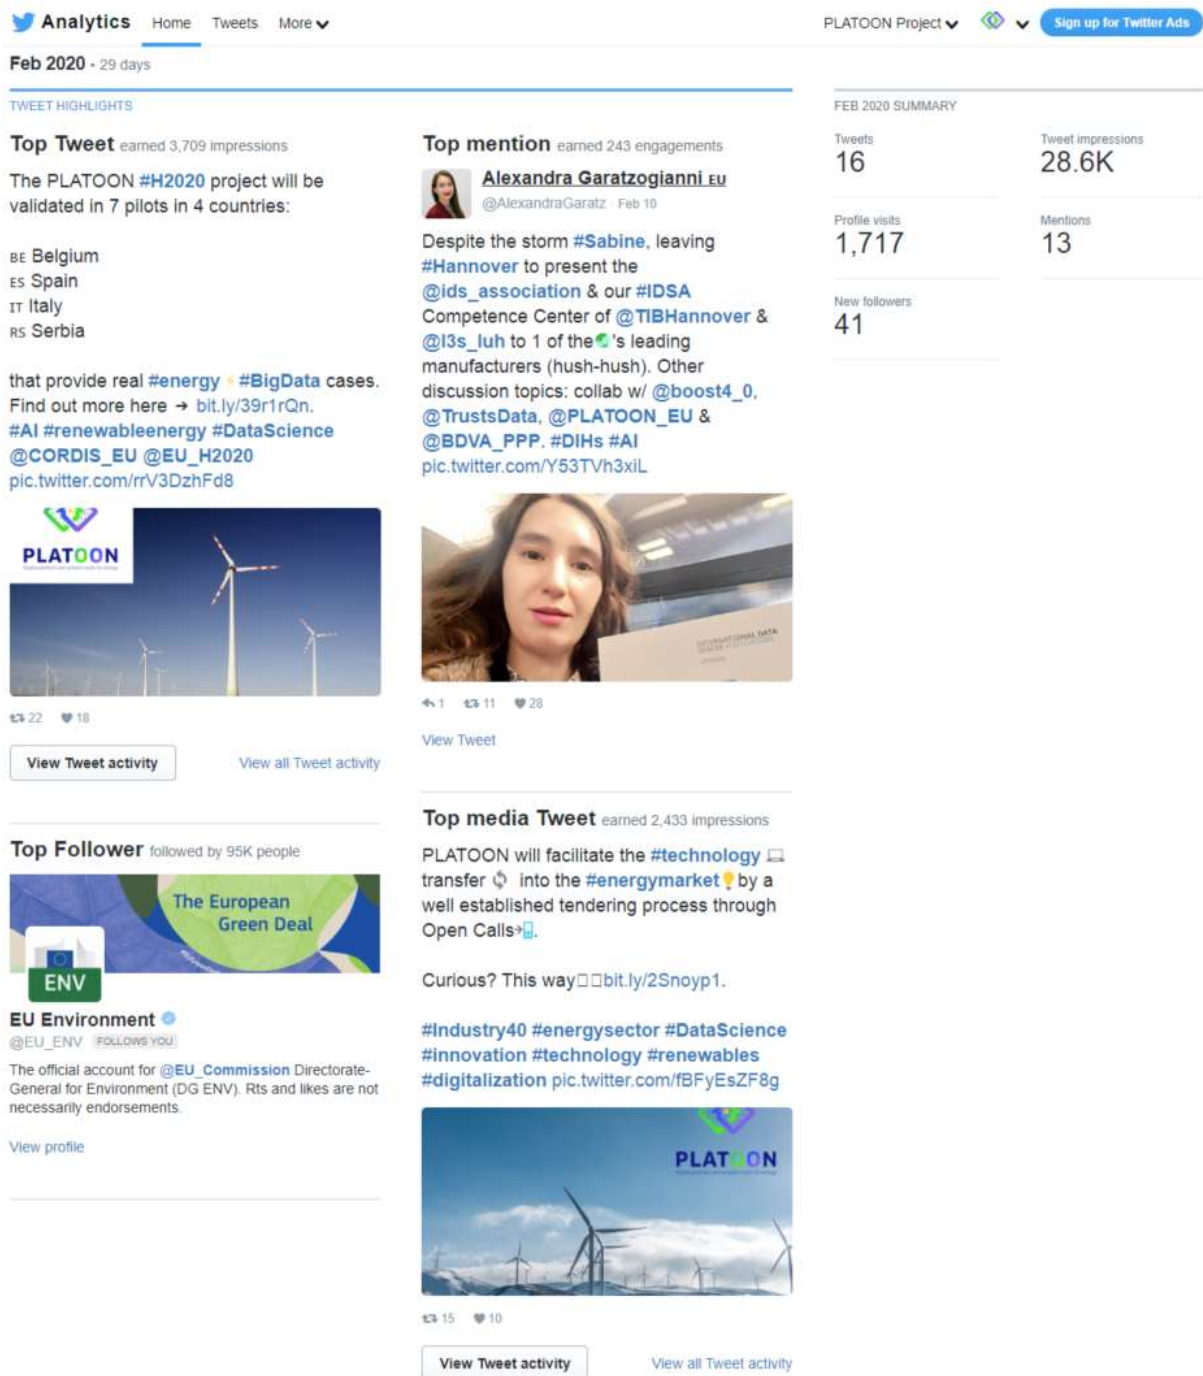 Analytics Home Tweets More
PLATOON Project
Sign up for Twitter Ads
Feb 2020 - 29 days
TWEET HIGHLIGHTS
Top Tweet earned 3,709 impressions
The PLATOON #H2020 project will be
validated in 7 pilots in 4 countries:
BE Belgium
ES Spain
IT Italy
RS Serbia
that provide real #energy ⚡ #BigData cases.
Find out more here → bit.ly/39r1rQn.
#AI #renewableenergy #DataScience
@CORDIS_EU @EU_H2020
pic.twitter.com/rrV3DzhFd8
PLATOON
22 18
View Tweet activity
View all Tweet activity
Top Follower followed by 95K people
The European
Green Deal
ENV
EU Environment
@EU_ENV FOLLOWS YOU
The official account for @EU_Commission Directorate-
General for Environment (DG ENV). Rts and likes are not
necessarily endorsements.
View profile
Top mention earned 243 engagements
Alexandra Garatzogianni EU
@AlexandraGaratz · Feb 10
Despite the storm #Sabine, leaving
#Hannover to present the
@ids_association & our #IDSA
Competence Center of @TIBHannover &
@l3s_luh to 1 of the🌏's leading
manufacturers (hush-hush). Other
discussion topics: collab w/ @boost4_0,
@TrustsData, @PLATOON_EU &
@BDVA_PPP. #DIHs #AI
pic.twitter.com/Y53TVh3xiL
INTERNATIONAL DATA
SPACES ASSOCIATION
1 11 28
View Tweet
Top media Tweet earned 2,433 impressions
PLATOON will facilitate the #technology 💻
transfer 🔄 into the #energymarket💡by a
well established tendering process through
Open Calls📲.
Curious? This way▯▯bit.ly/2Snoyp1.
#Industry40 #energysector #DataScience
#innovation #technology #renewables
#digitalization pic.twitter.com/fBFyEsZF8g
PLATOON
15 10
View Tweet activity
View all Tweet activity
FEB 2020 SUMMARY
Tweets
16
Tweet impressions
28.6K
Profile visits
1,717
Mentions
13
New followers
41